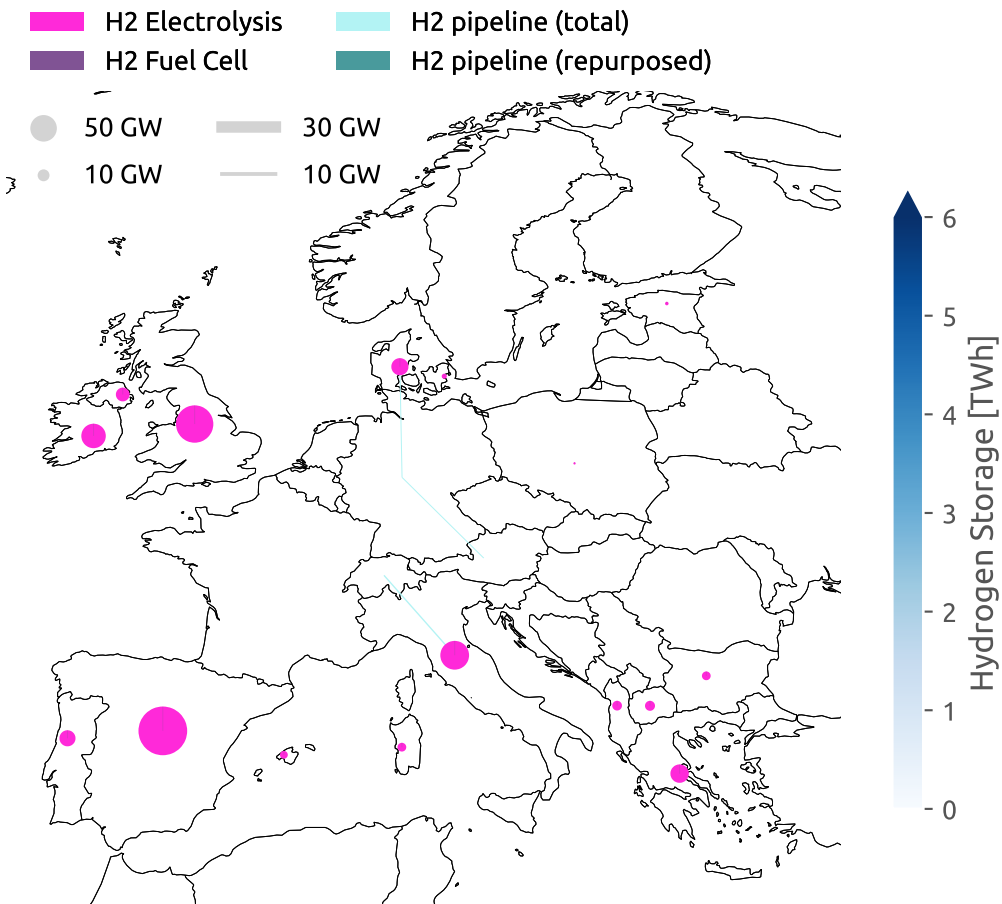 H2 Electrolysis
H2 Fuel Cell
H2 pipeline (total)
H2 pipeline (repurposed)
50 GW
10 GW
30 GW
10 GW
6
5
4
3
2
1
0
Hydrogen Storage [TWh]